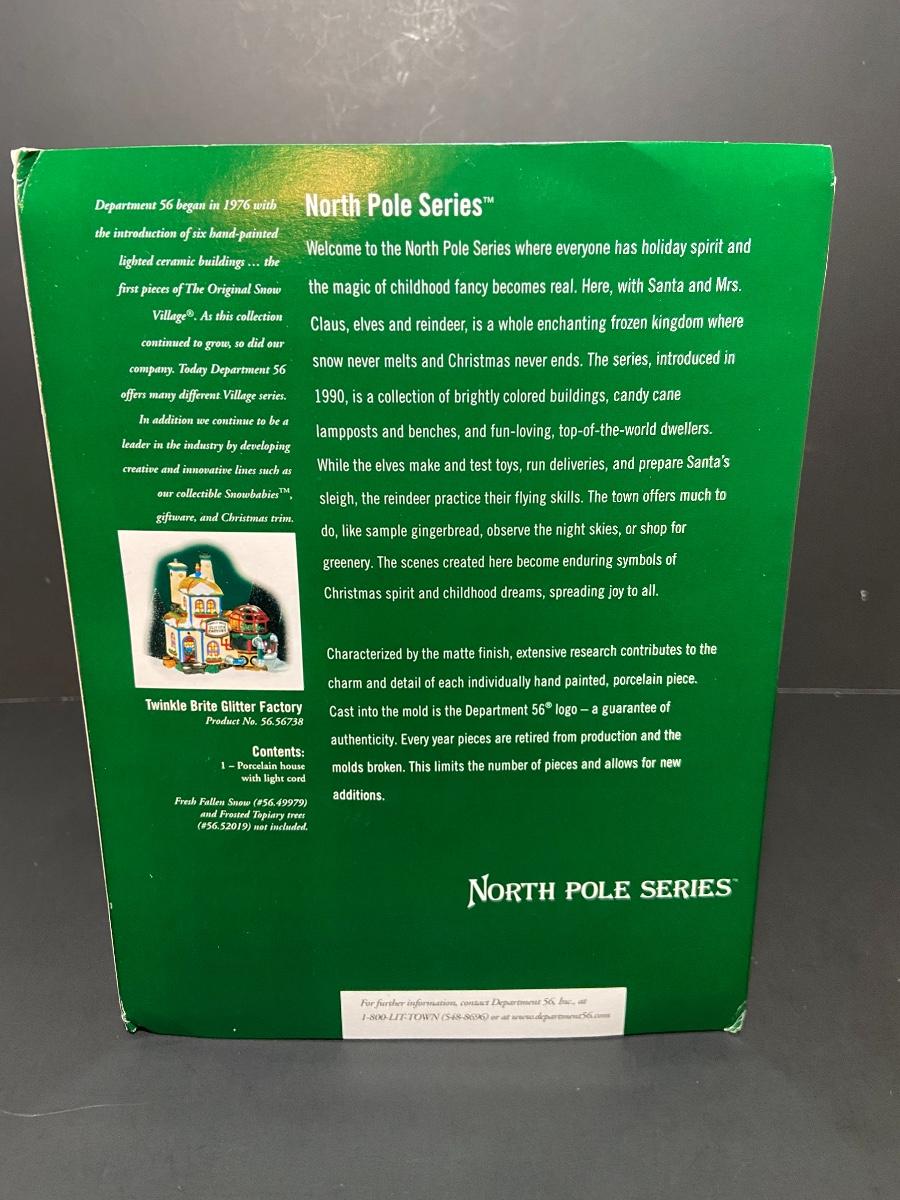 Department 56 began in 1976 with
the introduction of six hand-painted
lighted ceramic buildings ... the
first pieces of The Original Snow
Village®. As this collection
continued to grow, so did our
company. Today Department 56
offers many different Village series.
In addition we continue to be a
leader in the industry by developing
creative and innovative lines such as
our collectible Snowbabies™,
giftware, and Christmas trim.
Twinkle Brite Glitter Factory
Product No. 56.56738
Contents:
1 – Porcelain house
with light cord
Fresh Fallen Snow (#56.49979)
and Frosted Topiary trees
(#56.52019) not included.
North Pole Series™
Welcome to the North Pole Series where everyone has holiday spirit and
the magic of childhood fancy becomes real. Here, with Santa and Mrs.
Claus, elves and reindeer, is a whole enchanting frozen kingdom where
snow never melts and Christmas never ends. The series, introduced in
1990, is a collection of brightly colored buildings, candy cane
lampposts and benches, and fun-loving, top-of-the-world dwellers.
While the elves make and test toys, run deliveries, and prepare Santa's
sleigh, the reindeer practice their flying skills. The town offers much to
do, like sample gingerbread, observe the night skies, or shop for
greenery. The scenes created here become enduring symbols of
Christmas spirit and childhood dreams, spreading joy to all.
Characterized by the matte finish, extensive research contributes to the
charm and detail of each individually hand painted, porcelain piece.
Cast into the mold is the Department 56® logo – a guarantee of
authenticity. Every year pieces are retired from production and the
molds broken. This limits the number of pieces and allows for new
additions.
NORTH POLE SERIES™
For further information, contact Department 56, Inc., at
1-800-LIT-TOWN (548-8696) or at www.department56.com